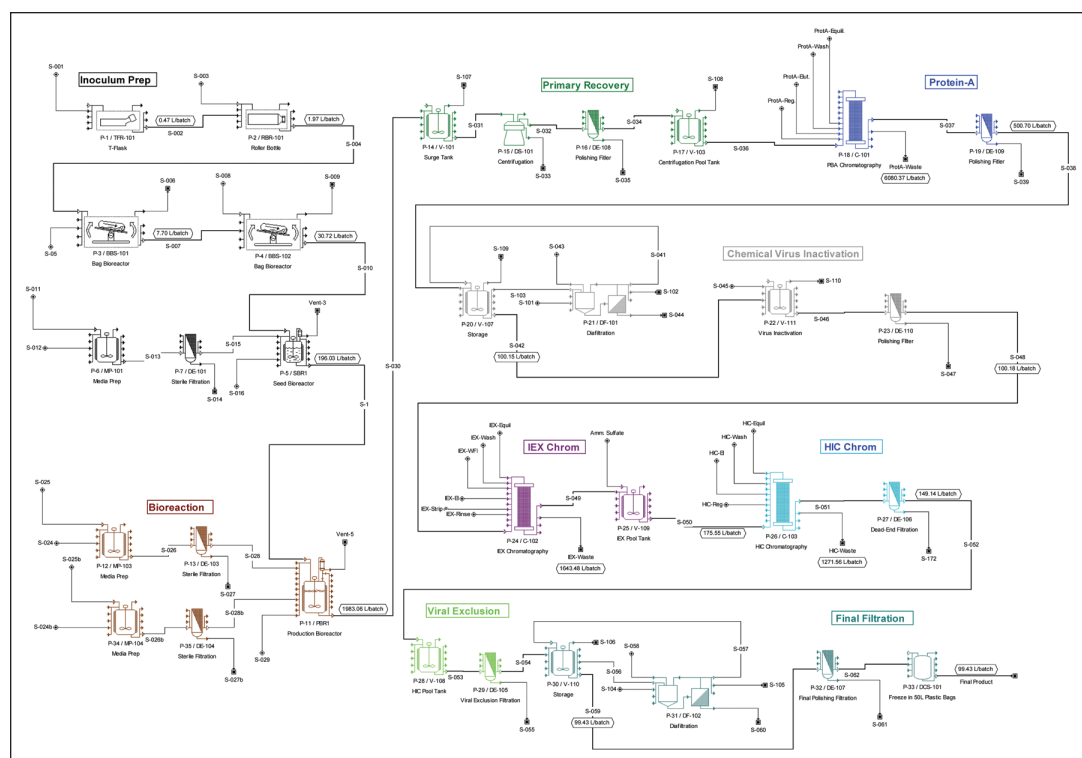 Inoculum Prep
S-001
S-003
0.47 L/batch
1.97 L/batch
S-002
S-004
P-1 / TFR-101
T-Flask
P-2 / RBR-101
Roller Bottle
S-006
S-008
S-009
S-05
7.70 L/batch
30.72 L/batch
S-007
S-010
P-3 / BBS-101
Bag Bioreactor
P-4 / BBS-102
Bag Bioreactor
S-011
Vent-3
S-012
S-013
S-015
196.03 L/batch
P-6 / MP-101
Media Prep
P-7 / DE-101
Sterile Filtration
P-5 / SBR1
Seed Bioreactor
S-014
S-016
S-1
S-030
Bioreaction
S-025
S-024
S-025b
S-026
S-028
Vent-5
P-12 / MP-103
Media Prep
P-13 / DE-103
Sterile Filtration
S-027
S-028b
1983.06 L/batch
P-11 / PBR1
Production Bioreactor
S-024b
S-026b
P-34 / MP-104
Media Prep
P-35 / DE-104
Sterile Filtration
S-029
S-027b
Primary Recovery
S-107
S-108
S-031
S-032
S-034
S-036
P-14 / V-101
Surge Tank
P-15 / DS-101
Centrifugation
P-16 / DE-108
Polishing Filter
P-17 / V-103
Centrifugation Pool Tank
S-033
S-035
Protein-A
ProtA-Equil.
ProtA-Wash
ProtA-Elut.
ProtA-Reg.
S-037
500.70 L/batch
P-18 / C-101
PBA Chromatography
P-19 / DE-109
Polishing Filter
ProtA-Waste
6080.37 L/batch
S-039
S-038
S-109
S-043
S-041
S-103
S-101
S-102
S-044
P-20 / V-107
Storage
P-21 / DF-101
Diafiltration
S-042
100.15 L/batch
Chemical Virus Inactivation
S-045
S-110
S-046
P-22 / V-111
Virus Inactivation
P-23 / DE-110
Polishing Filter
S-047
S-048
100.18 L/batch
IEX Chrom
IEX-Equil
IEX-Wash
IEX-WFI
IEX-El
IEX-Strip
IEX-Rinse
Amm. Sulfate
S-049
S-050
P-24 / C-102
IEX Chromatography
P-25 / V-109
IEX Pool Tank
IEX-Waste
1643.48 L/batch
175.55 L/batch
HIC Chrom
HIC-Equil
HIC-Wash
HIC-El
HIC-Reg
S-051
149.14 L/batch
P-26 / C-103
HIC Chromatography
P-27 / DE-106
Dead-End Filtration
HIC-Waste
1271.56 L/batch
S-172
S-052
Viral Exclusion
S-106
S-058
S-057
S-053
S-054
S-056
S-104
S-105
P-28 / V-108
HIC Pool Tank
P-29 / DE-105
Viral Exclusion Filtration
P-30 / V-110
Storage
P-31 / DF-102
Diafiltration
S-055
S-059
99.43 L/batch
S-060
Final Filtration
S-062
99.43 L/batch
Final Product
P-32 / DE-107
Final Polishing Filtration
P-33 / DCS-101
Freeze in 50L Plastic Bags
S-061